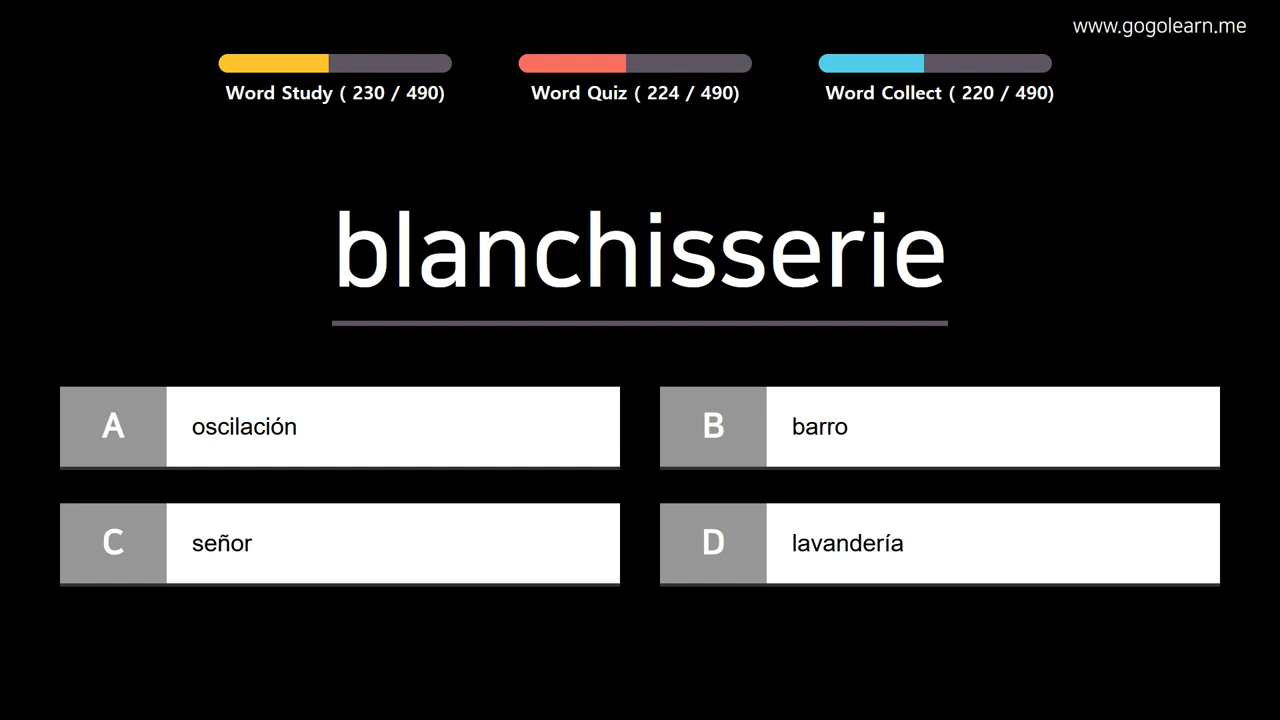 www.gogolearn.me
Word Study ( 230 / 490)
Word Quiz ( 224 / 490)
Word Collect ( 220 / 490)
blanchisserie
A oscilación
B barro
C señor
D lavandería